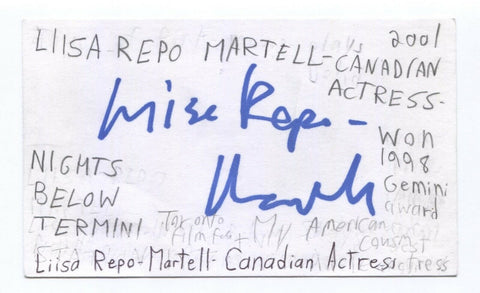 LIISA REPO MARTELL-CANADIAN
ACTRESS-
2001
Liisa Repo-
Martell
WON
1998
Gemini
award
NIGHTS
BELOW
TERMINI
Toronto
Film Fest
My American
Cousin
Liisa Repo-Martell-Canadian Actress